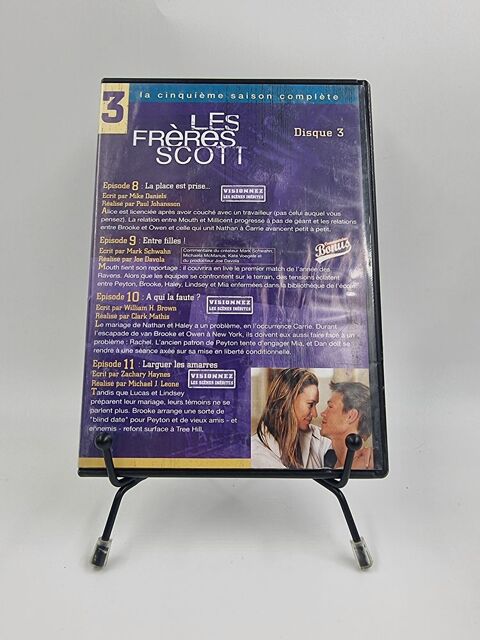 3
la cinquième saison complète
LES
FRÈRES
SCOTT
Disque 3
Episode 8 : La place est prise...
VISIONNEZ
LES SCÈNES INÉDITES
Ecrit par Mike Daniels
Réalisé par Paul Johansson
Alice est licenciée après avoir couché avec un travailleur (pas celui auquel vous
pensez). La relation entre Mouth et Millicent progresse à pas de géant et les relations
entre Brooke et Owen et celle qui unit Nathan à Carrie avancent petit à petit.
Episode 9 : Entre filles !
Ecrit par Mark Schwahn
Réalisé par Joe Davola
Commentaire du créateur Mark Schwahn,
Michaela McManus, Kate Voegele et
du producteur Joe Davola
Bonus
Mouth tient son reportage : il couvrira en live le premier match de l'année des
Ravens. Alors que les équipes se confrontent sur le terrain, des tensions éclatent
entre Peyton, Brooke, Haley, Lindsey et Mia enfermées dans la bibliothèque de l'école.
Episode 10 : A qui la faute ?
VISIONNEZ
LES SCÈNES INÉDITES
Ecrit par William H. Brown
Réalisé par Clark Mathis
Le mariage de Nathan et Haley a un problème, en l'occurrence Carrie. Durant
l'escapade de van Brooke et Owen à New York, ils doivent eux aussi faire face à un
problème : Rachel. L'ancien patron de Peyton tente d'engager Mia, et Dan doit se
rendre à une séance axée sur sa mise en liberté conditionnelle.
Episode 11 : Larguer les amarres
Ecrit par Zachary Haynes
Réalisé par Michael J. Leone
VISIONNEZ
LES SCÈNES INÉDITES
Tandis que Lucas et Lindsey
préparent leur mariage, leurs témoins ne se
parlent plus. Brooke arrange une sorte de
"blind date" pour Peyton et de vieux amis - et
ennemis - refont surface à Tree Hill.